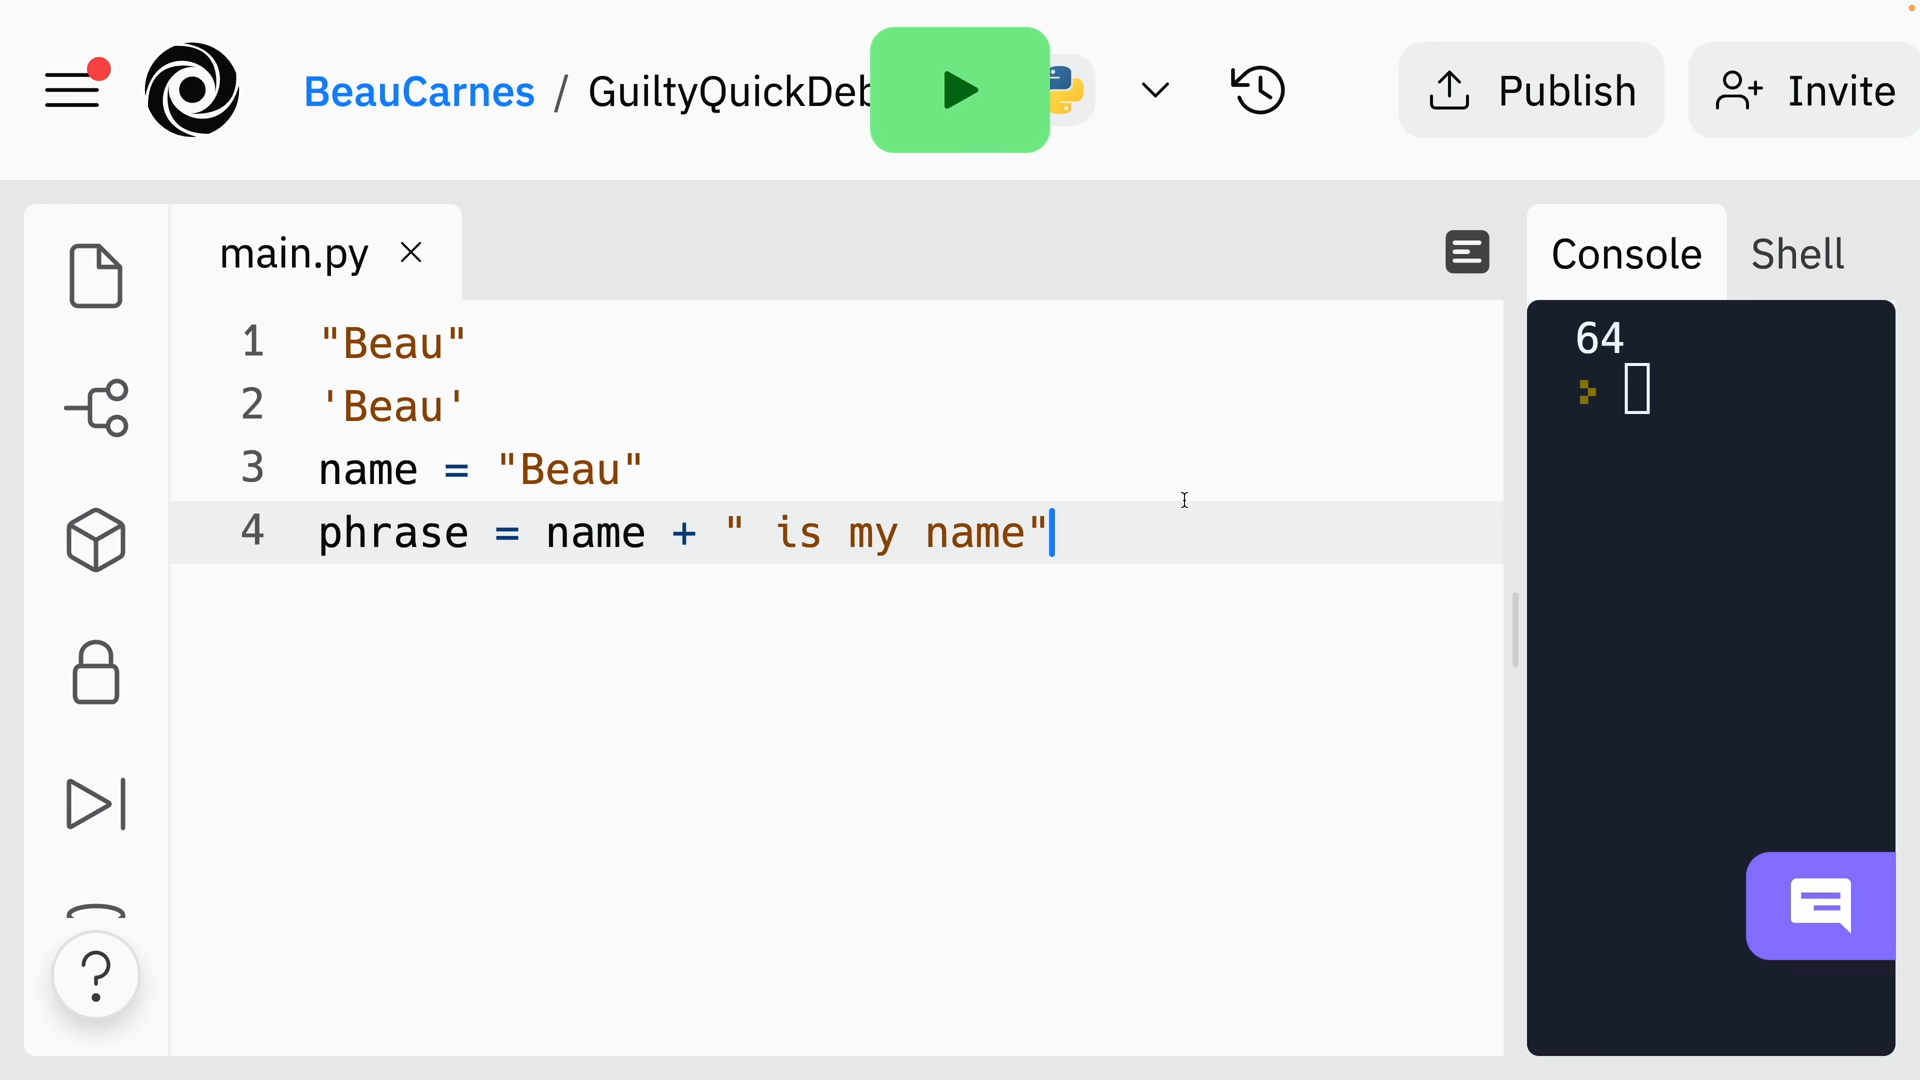 BeauCarnes / GuiltyQuickDeb
Publish
Invite
main.py
Console
Shell
1 "Beau"
2 'Beau'
3 name = "Beau"
4 phrase = name + " is my name"
64
?